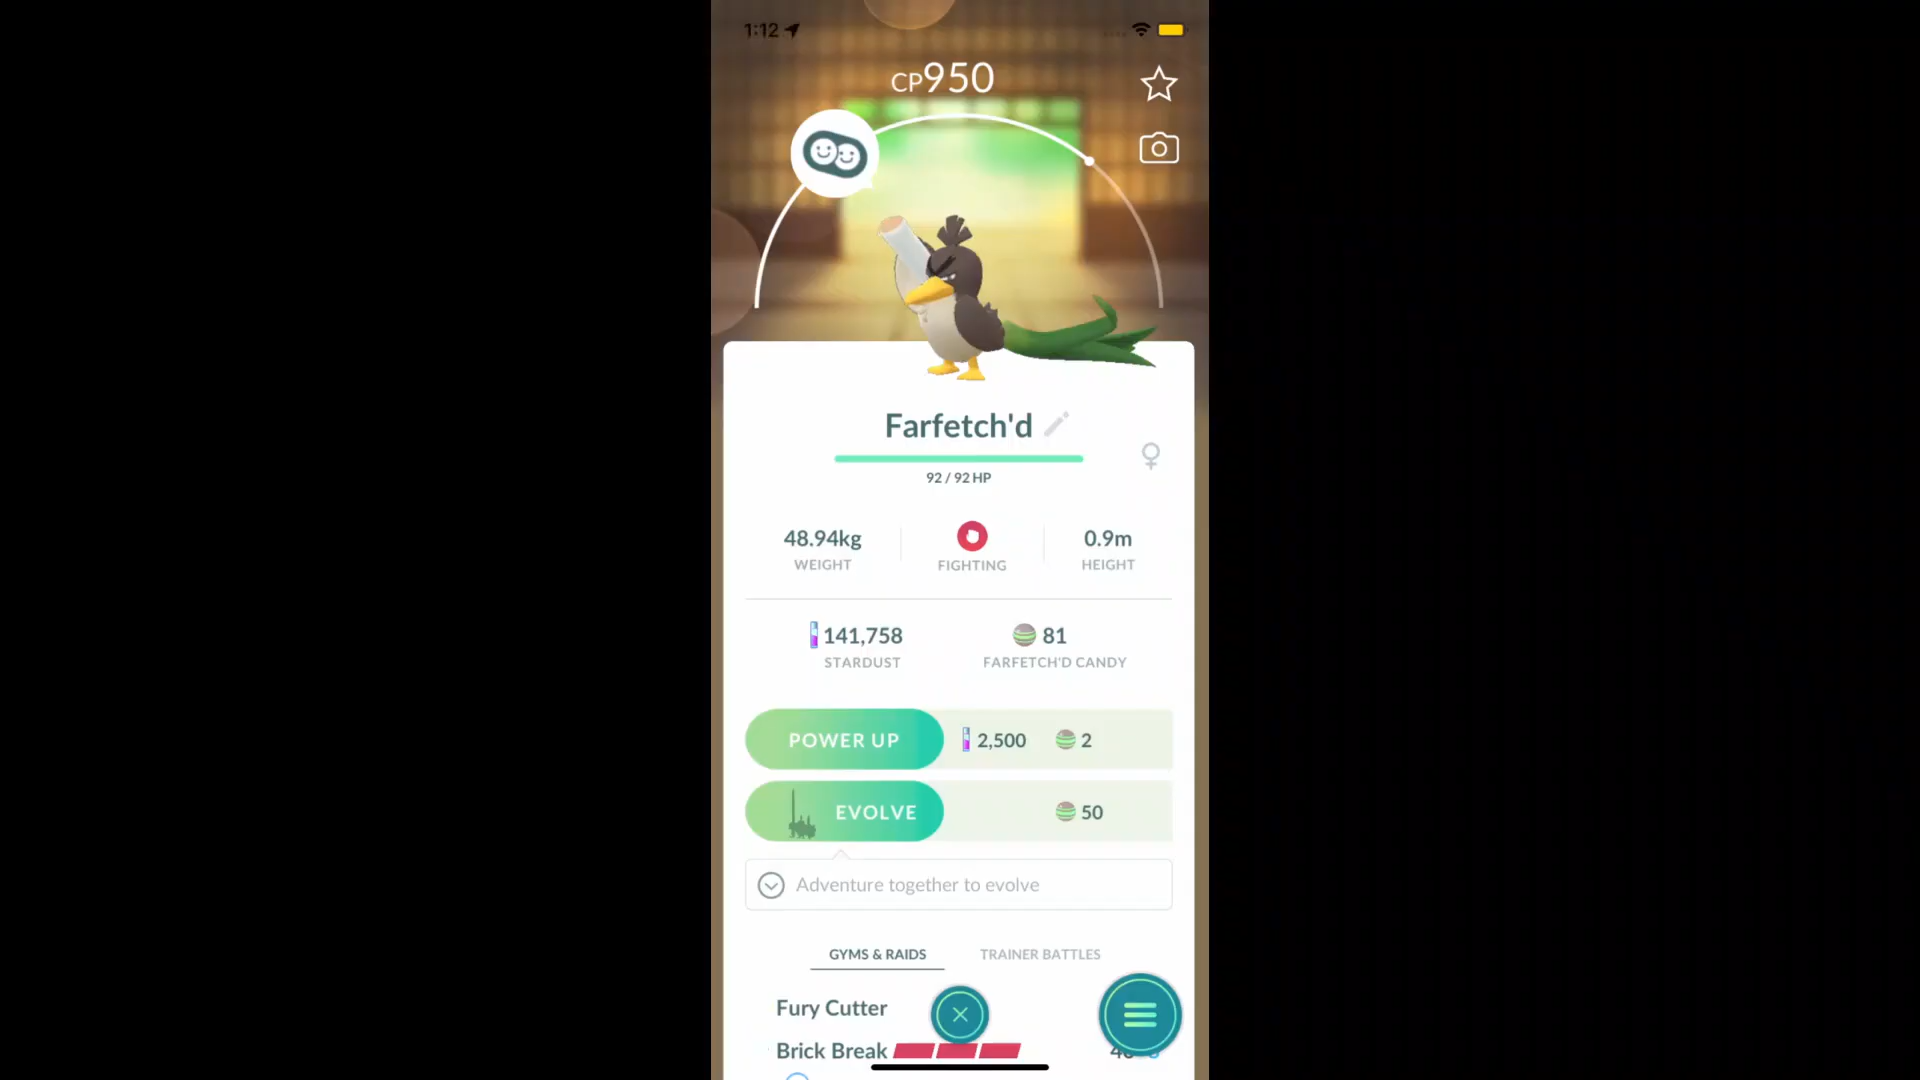 1:12
CP950
Farfetch'd
92 / 92 HP
48.94kg
WEIGHT
FIGHTING
0.9m
HEIGHT
141,758
STARDUST
81
FARFETCH'D CANDY
POWER UP 2,500 2
EVOLVE 50
Adventure together to evolve
GYMS & RAIDS TRAINER BATTLES
Fury Cutter
Brick Break